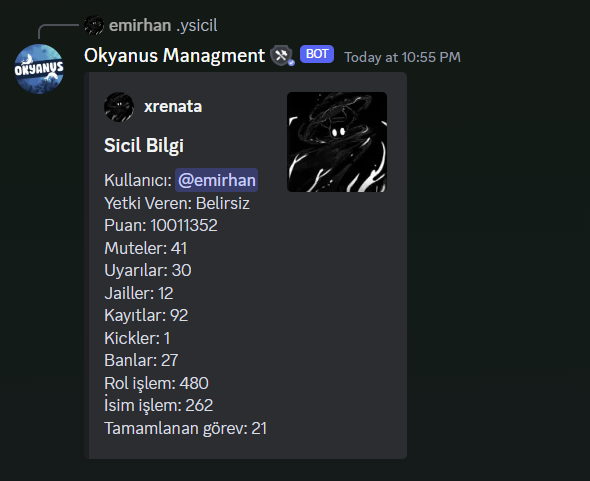 emirhan .ysicil
OKYANUS
Okyanus Managment BOT Today at 10:55 PM
xrenata
Sicil Bilgi
Kullanıcı: @emirhan
Yetki Veren: Belirsiz
Puan: 10011352
Muteler: 41
Uyarılar: 30
Jailler: 12
Kayıtlar: 92
Kickler: 1
Banlar: 27
Rol işlem: 480
İsim işlem: 262
Tamamlanan görev: 21